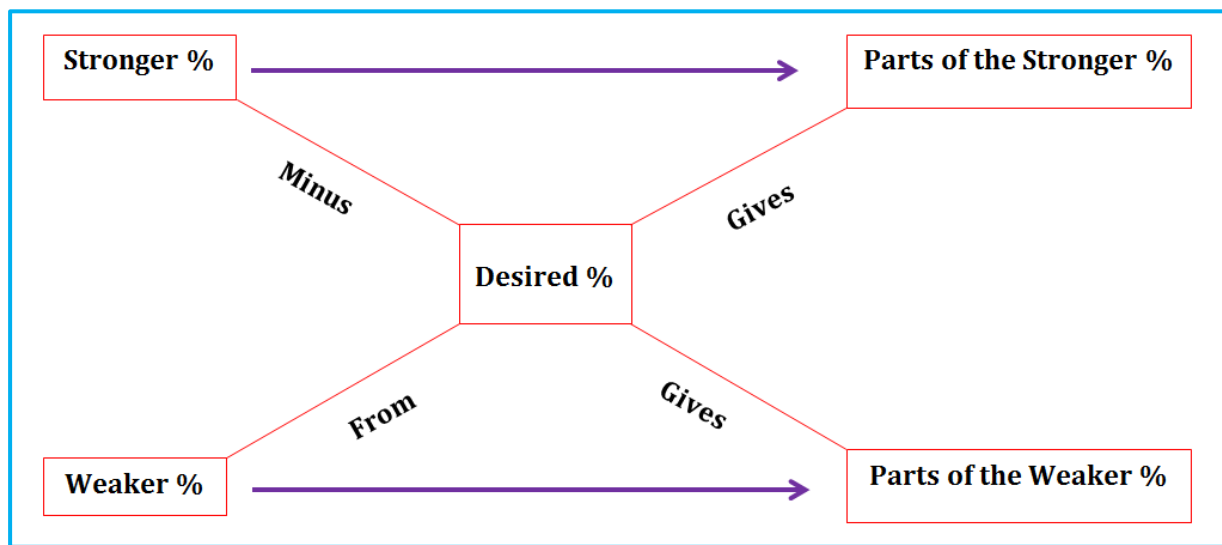 Stronger %
Parts of the Stronger %
Minus
Gives
Desired %
From
Gives
Weaker %
Parts of the Weaker %